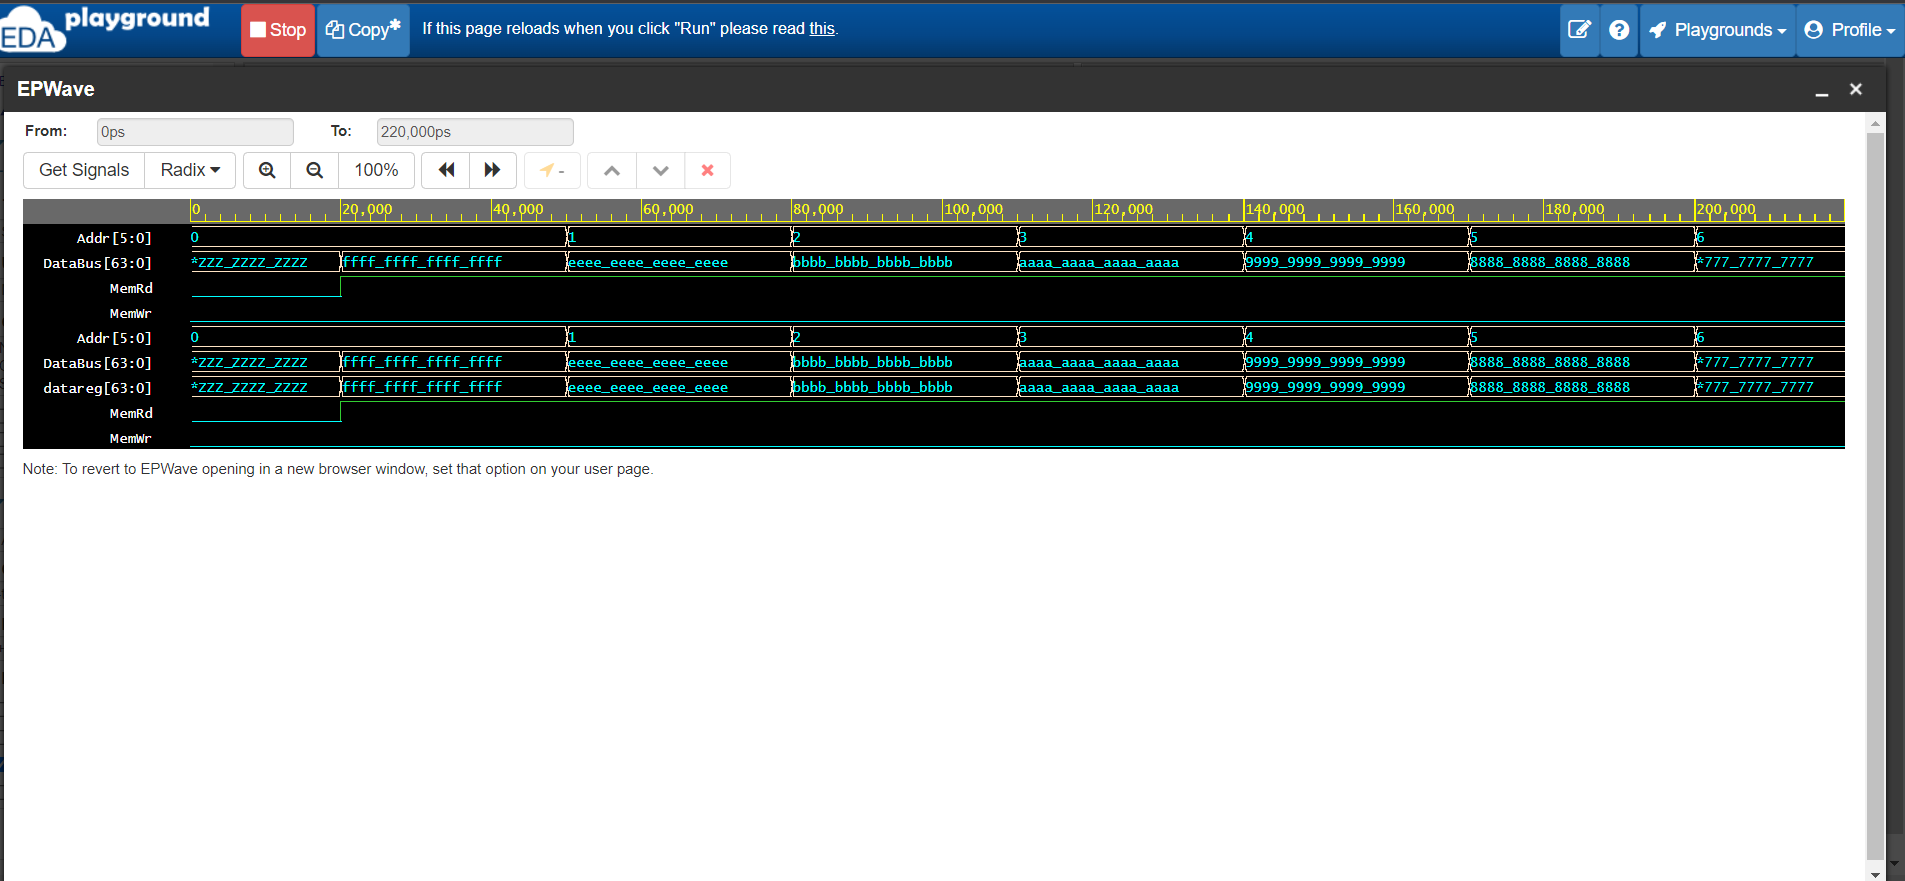 EDA playground
Stop Copy* If this page reloads when you click "Run" please read this. Playgrounds Profile
EPWave
From: 0ps To: 220,000ps
Get Signals Radix 100% -
0 20,000 40,000 60,000 80,000 100,000 120,000 140,000 160,000 180,000 200,000
Addr[5:0] 0 1 2 3 4 5 6
DataBus[63:0] *ZZZ_ZZZZ_ZZZZ ffff_ffff_ffff_ffff eeee_eeee_eeee_eeee bbbb_bbbb_bbbb_bbbb aaaa_aaaa_aaaa_aaaa 9999_9999_9999_9999 8888_8888_8888_8888 *777_7777_7777
MemRd
MemWr
Addr[5:0] 0 1 2 3 4 5 6
DataBus[63:0] *ZZZ_ZZZZ_ZZZZ ffff_ffff_ffff_ffff eeee_eeee_eeee_eeee bbbb_bbbb_bbbb_bbbb aaaa_aaaa_aaaa_aaaa 9999_9999_9999_9999 8888_8888_8888_8888 *777_7777_7777
datareg[63:0] *ZZZ_ZZZZ_ZZZZ ffff_ffff_ffff_ffff eeee_eeee_eeee_eeee bbbb_bbbb_bbbb_bbbb aaaa_aaaa_aaaa_aaaa 9999_9999_9999_9999 8888_8888_8888_8888 *777_7777_7777
MemRd
MemWr
Note: To revert to EPWave opening in a new browser window, set that option on your user page.